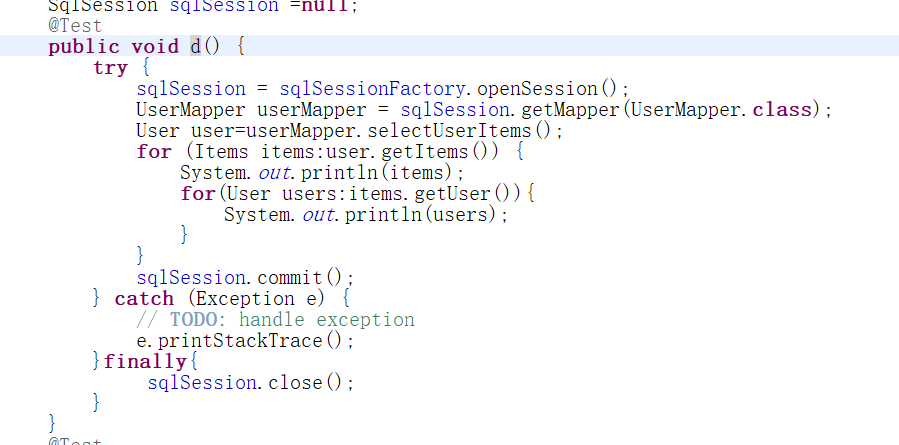 SqlSession sqlSession =null;
@Test
public void d() {
try {
sqlSession = sqlSessionFactory.openSession();
UserMapper userMapper = sqlSession.getMapper(UserMapper.class);
User user=userMapper.selectUserItems();
for (Items items:user.getItems()) {
System.out.println(items);
for(User users:items.getUser()){
System.out.println(users);
}
}
sqlSession.commit();
} catch (Exception e) {
// TODO: handle exception
e.printStackTrace();
}finally{
sqlSession.close();
}
}
@Test